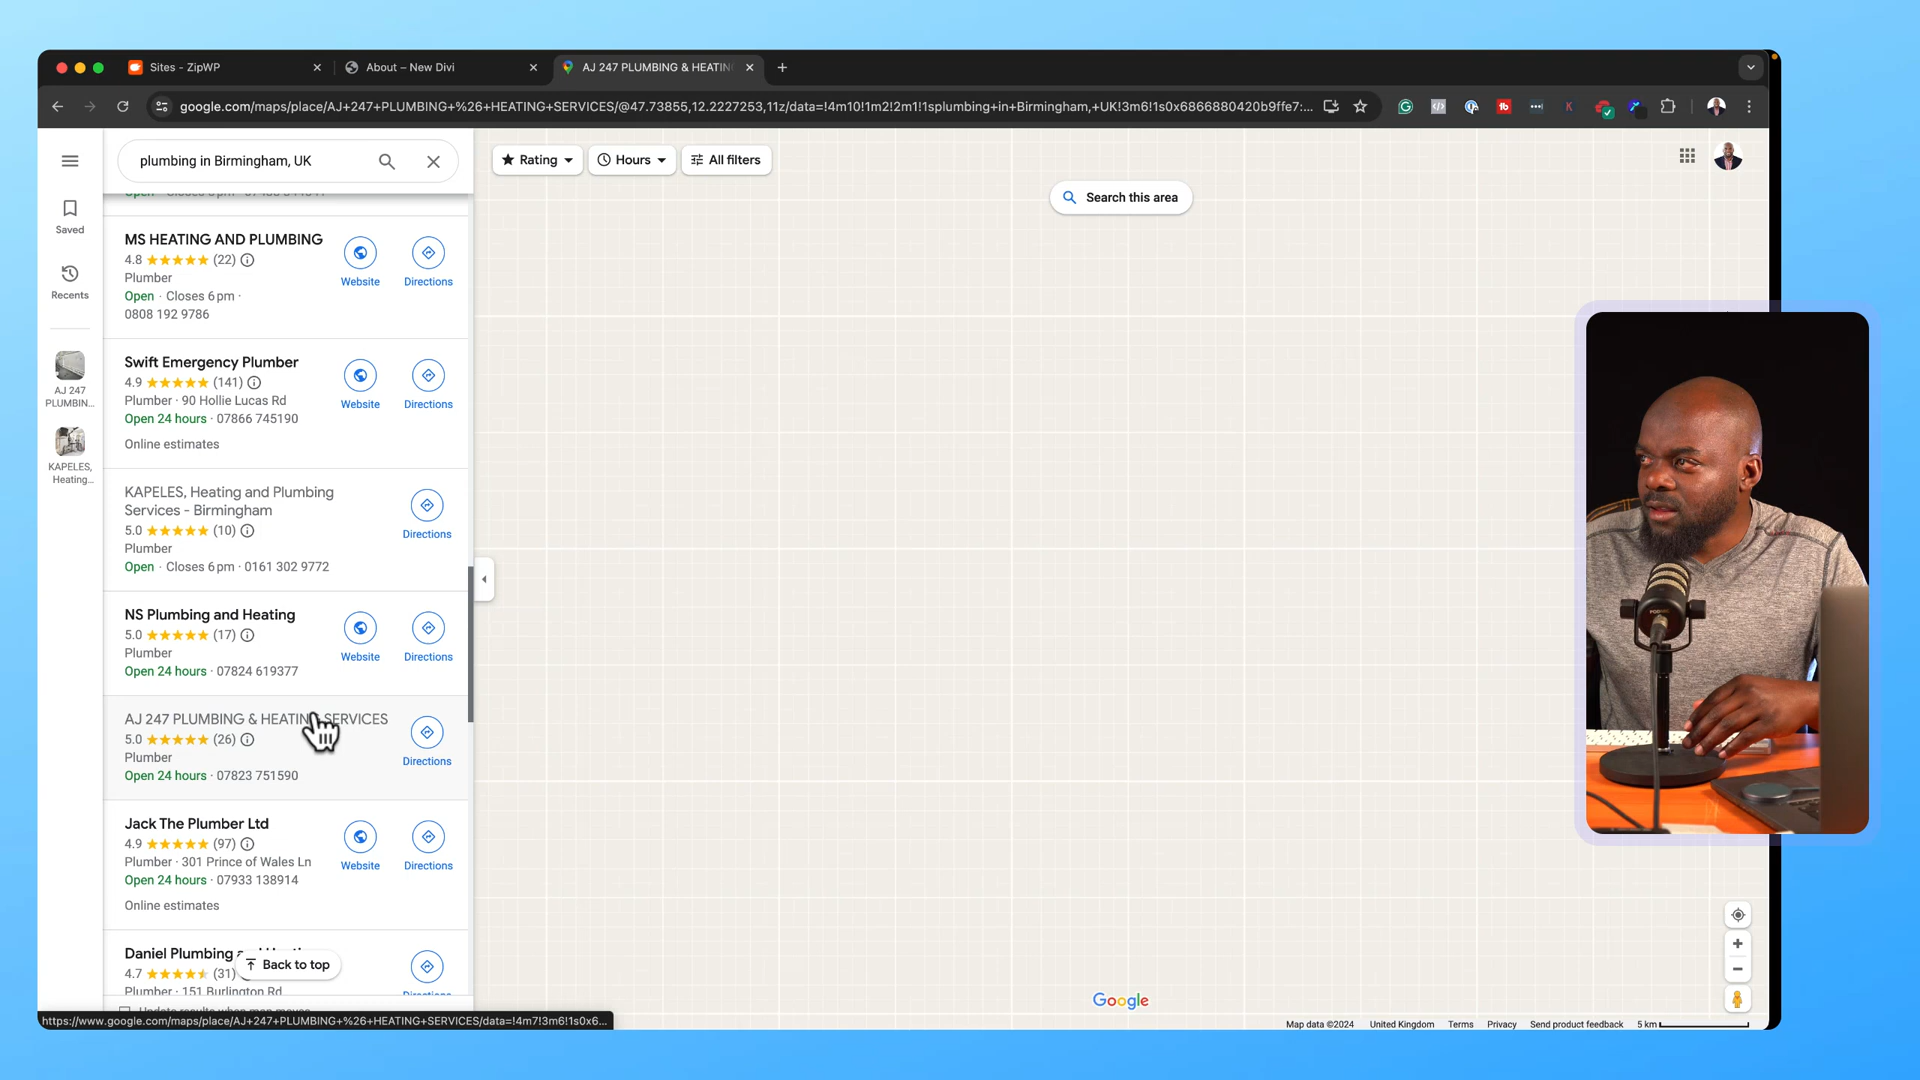 Sites - ZipWP
About – New Divi
AJ 247 PLUMBING & HEATIN
google.com/maps/place/AJ+247+PLUMBING+%26+HEATING+SERVICES/@47.73855,12.2227253,11z/data=!4m10!1m2!2m1!1splumbing+in+Birmingham,+UK!3m6!1s0x6866880420b9ffe7:...
plumbing in Birmingham, UK
Rating
Hours
All filters
Search this area
Saved
Recents
AJ 247
PLUMBIN...
KAPELES,
Heating...
MS HEATING AND PLUMBING
4.8 (22)
Plumber
Open · Closes 6 pm ·
0808 192 9786
Website
Directions
Swift Emergency Plumber
4.9 (141)
Plumber · 90 Hollie Lucas Rd
Open 24 hours · 07866 745190
Online estimates
Website
Directions
KAPELES, Heating and Plumbing
Services - Birmingham
5.0 (10)
Plumber
Open · Closes 6 pm · 0161 302 9772
Directions
NS Plumbing and Heating
5.0 (17)
Plumber
Open 24 hours · 07824 619377
Website
Directions
AJ 247 PLUMBING & HEATING SERVICES
5.0 (26)
Plumber
Open 24 hours · 07823 751590
Directions
Jack The Plumber Ltd
4.9 (97)
Plumber · 301 Prince of Wales Ln
Open 24 hours · 07933 138914
Online estimates
Website
Directions
Daniel Plumbing
4.7 (31)
Plumber · 151 Burlington Rd
Back to top
https://www.google.com/maps/place/AJ+247+PLUMBING+%26+HEATING+SERVICES/data=!4m7!3m6!1s0x6...
Google
Map data ©2024 United Kingdom Terms Privacy Send product feedback 5 km